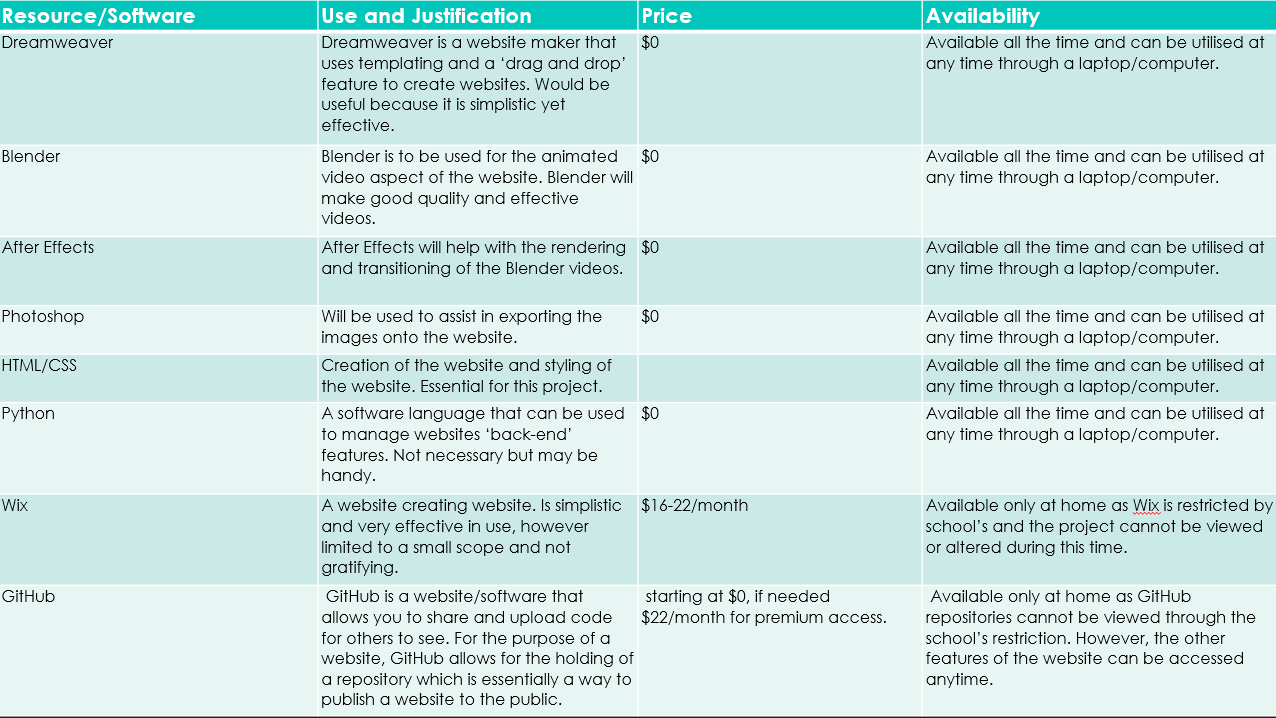 Resource/Software
Use and Justification
Price
Availability
Dreamweaver
Dreamweaver is a website maker that
uses templating and a ‘drag and drop’
feature to create websites. Would be
useful because it is simplistic yet
effective.
$0
Available all the time and can be utilised at
any time through a laptop/computer.
Blender
Blender is to be used for the animated
video aspect of the website. Blender will
make good quality and effective
videos.
$0
Available all the time and can be utilised at
any time through a laptop/computer.
After Effects
After Effects will help with the rendering
and transitioning of the Blender videos.
$0
Available all the time and can be utilised at
any time through a laptop/computer.
Photoshop
Will be used to assist in exporting the
images onto the website.
$0
Available all the time and can be utilised at
any time through a laptop/computer.
HTML/CSS
Creation of the website and styling of
the website. Essential for this project.
Available all the time and can be utilised at
any time through a laptop/computer.
Python
A software language that can be used
to manage websites ‘back-end’
features. Not necessary but may be
handy.
$0
Available all the time and can be utilised at
any time through a laptop/computer.
Wix
A website creating website. Is simplistic
and very effective in use, however
limited to a small scope and not
gratifying.
$16-22/month
Available only at home as Wix is restricted by
school’s and the project cannot be viewed
or altered during this time.
GitHub
GitHub is a website/software that
allows you to share and upload code
for others to see. For the purpose of a
website, GitHub allows for the holding of
a repository which is essentially a way to
publish a website to the public.
starting at $0, if needed
$22/month for premium access.
Available only at home as GitHub
repositories cannot be viewed through the
school’s restriction. However, the other
features of the website can be accessed
anytime.